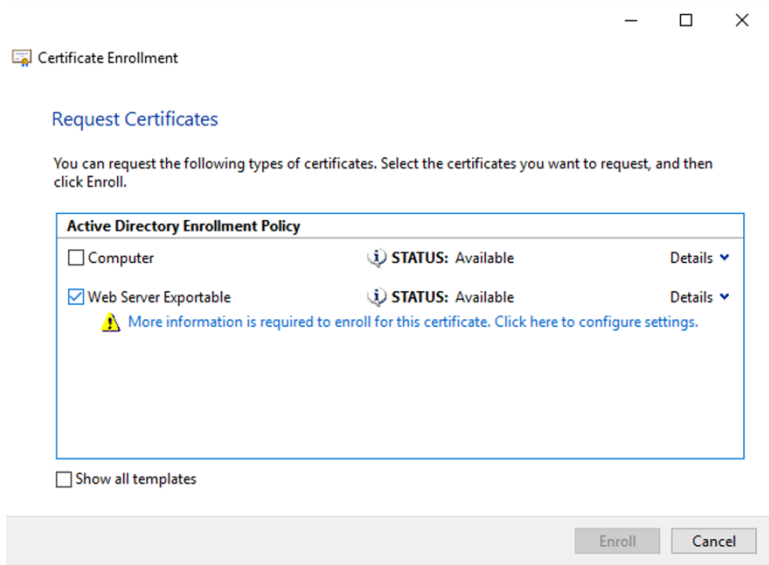 Certificate Enrollment
Request Certificates
You can request the following types of certificates. Select the certificates you want to request, and then
click Enroll.
Active Directory Enrollment Policy
Computer STATUS: Available Details
Web Server Exportable STATUS: Available Details
More information is required to enroll for this certificate. Click here to configure settings.
Show all templates
Enroll Cancel